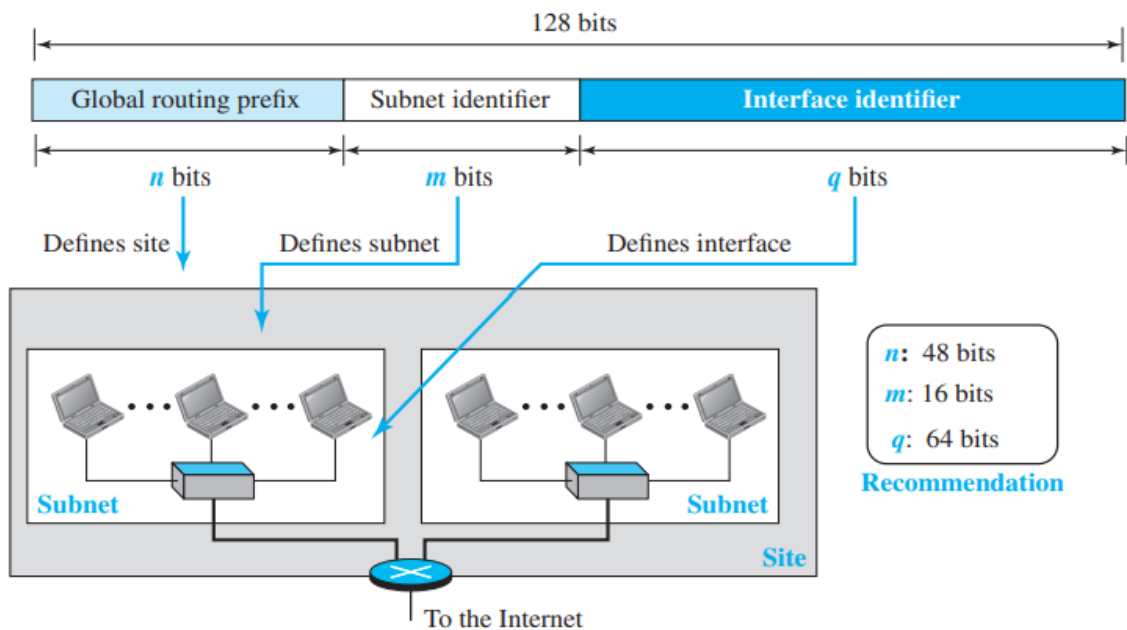 128 bits
Global routing prefix Subnet identifier Interface identifier
n bits m bits q bits
Defines site Defines subnet Defines interface
n: 48 bits
m: 16 bits
q: 64 bits
Recommendation
Subnet Subnet
Site
To the Internet